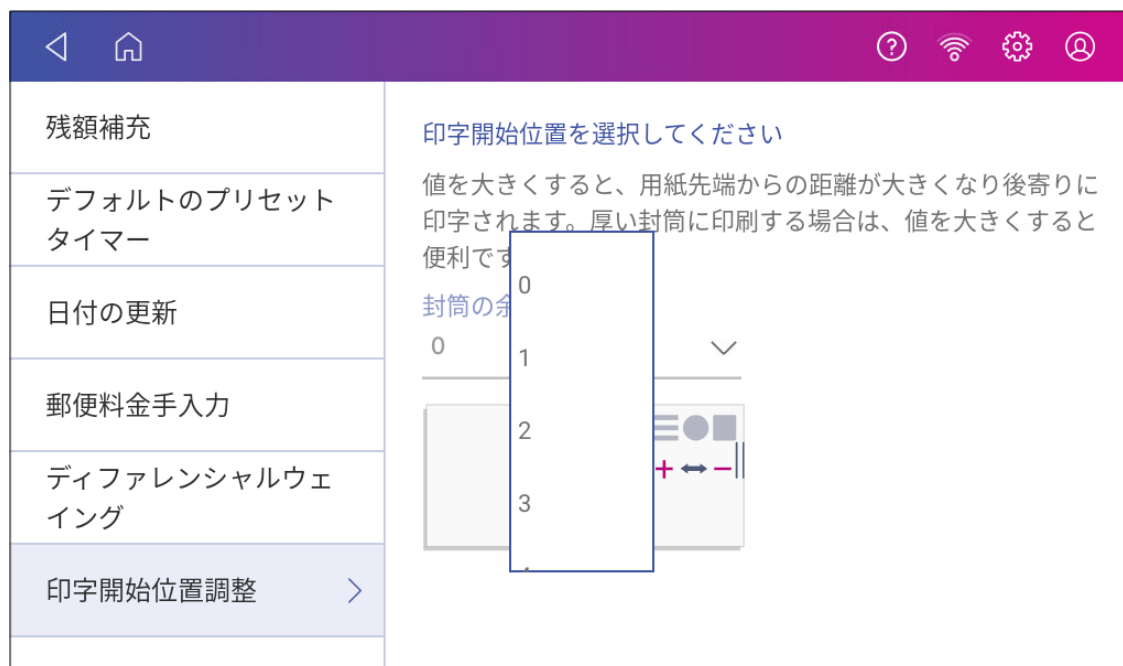 残額補充
デフォルトのプリセット
タイマー
日付の更新
郵便料金手入力
ディファレンシャルウェ
イング
印字開始位置調整
印字開始位置を選択してください
値を大きくすると、用紙先端からの距離が大きくなり後寄りに
印字されます。厚い封筒に印刷する場合は、値を大きくすると
便利です
封筒の余
0
0
1
2
3